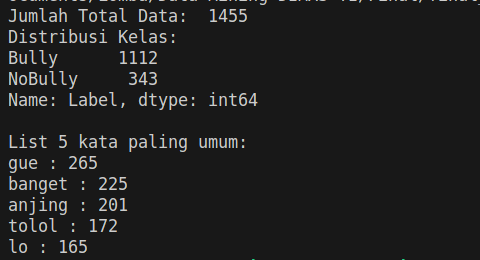 Jumlah Total Data:  1455
Distribusi Kelas:
Bully      1112
NoBully     343
Name: Label, dtype: int64
List 5 kata paling umum:
gue : 265
banget : 225
anjing : 201
tolol : 172
lo : 165